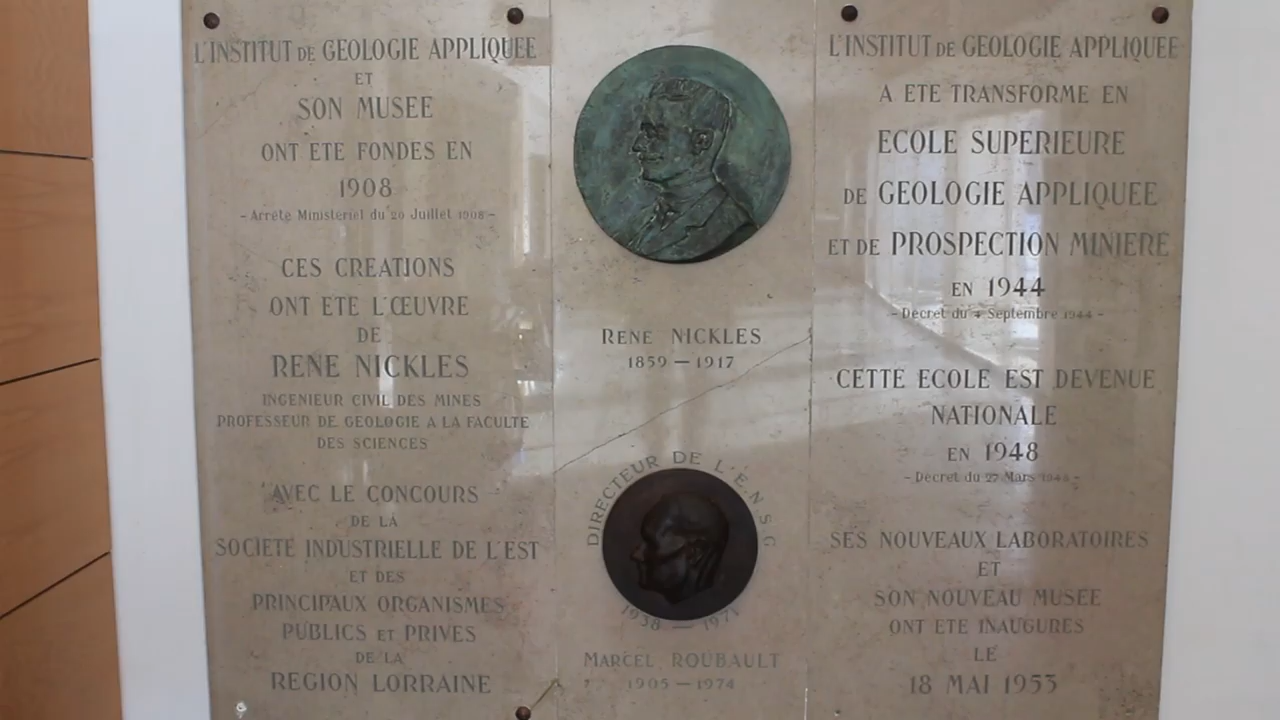 L'INSTITUT DE GEOLOGIE APPLIQUEE
ET
SON MUSEE
ONT ETE FONDES EN
1908
- Arrete Ministeriel du 20 Juillet 1908 -
CES CREATIONS
ONT ETE L'ŒUVRE
DE
RENE NICKLES
INGENIEUR CIVIL DES MINES
PROFESSEUR DE GEOLOGIE A LA FACULTE
DES SCIENCES
AVEC LE CONCOURS
DE LA
SOCIETE INDUSTRIELLE DE L'EST
ET DES
PRINCIPAUX ORGANISMES
PUBLICS ET PRIVES
DE LA
REGION LORRAINE
RENE NICKLES
1859 — 1917
DIRECTEUR DE L'E.N.S.G
1938 — 1971
MARCEL ROUBAULT
1905 — 1974
L'INSTITUT DE GEOLOGIE APPLIQUEE
A ETE TRANSFORME EN
ECOLE SUPERIEURE
DE GEOLOGIE APPLIQUEE
ET DE PROSPECTION MINIERE
EN 1944
- Decret du 4 Septembre 1944 -
CETTE ECOLE EST DEVENUE
NATIONALE
EN 1948
- Decret du 27 Mars 1948 -
SES NOUVEAUX LABORATOIRES
ET
SON NOUVEAU MUSEE
ONT ETE INAUGURES
LE
18 MAI 1953